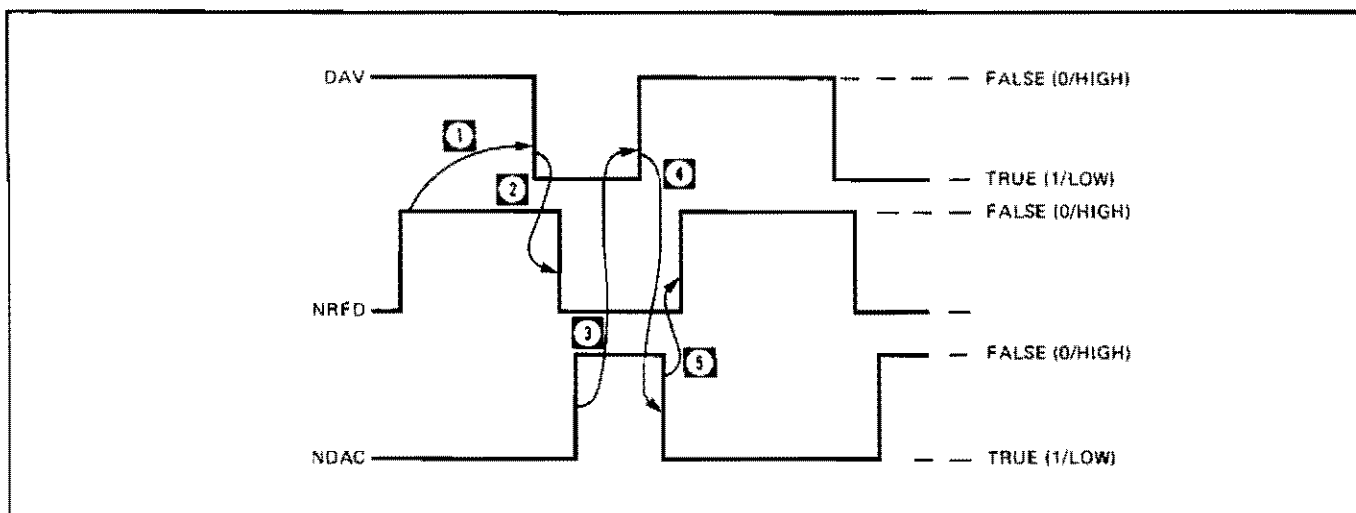 DAV
FALSE (0/HIGH)
1
2
4
TRUE (1/LOW)
FALSE (0/HIGH)
NRFD
3
FALSE (0/HIGH)
5
NDAC
TRUE (1/LOW)